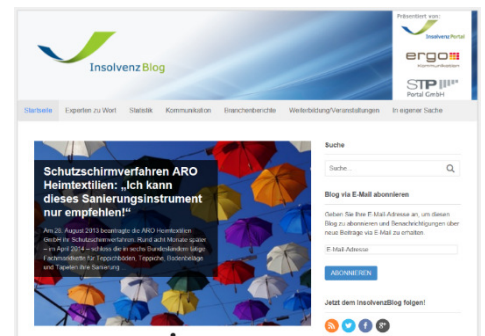 Präsentiert von:
Insolvenz Portal
InsolvenzBlog
ergo
Kommunikation
STP
Portal GmbH
Startseite Experten zu Wort Statistik Kommunikation Branchenberichte Weiterbildung/Veranstaltungen In eigener Sache
Suche
Suche ...
Schutzschirmverfahren ARO
Heimtextilien: „Ich kann
dieses Sanierungsinstrument
nur empfehlen!“
Am 26. August 2013 beantragte die ARO Heimtextilien
GmbH ihr Schutzschirmverfahren. Rund acht Monate später
– im April 2014 – schloss die in sechs Bundesländern tätige
Fachmarktkette für Teppichböden, Teppiche, Bodenbeläge
und Tapeten ihre Sanierung
Blog via E-Mail abonnieren
Geben Sie Ihre E-Mail-Adresse an, um diesen
Blog zu abonnieren und Benachrichtigungen über
neue Beiträge via E-Mail zu erhalten.
E-Mail-Adresse
ABONNIEREN
Jetzt dem InsolvenzBlog folgen!